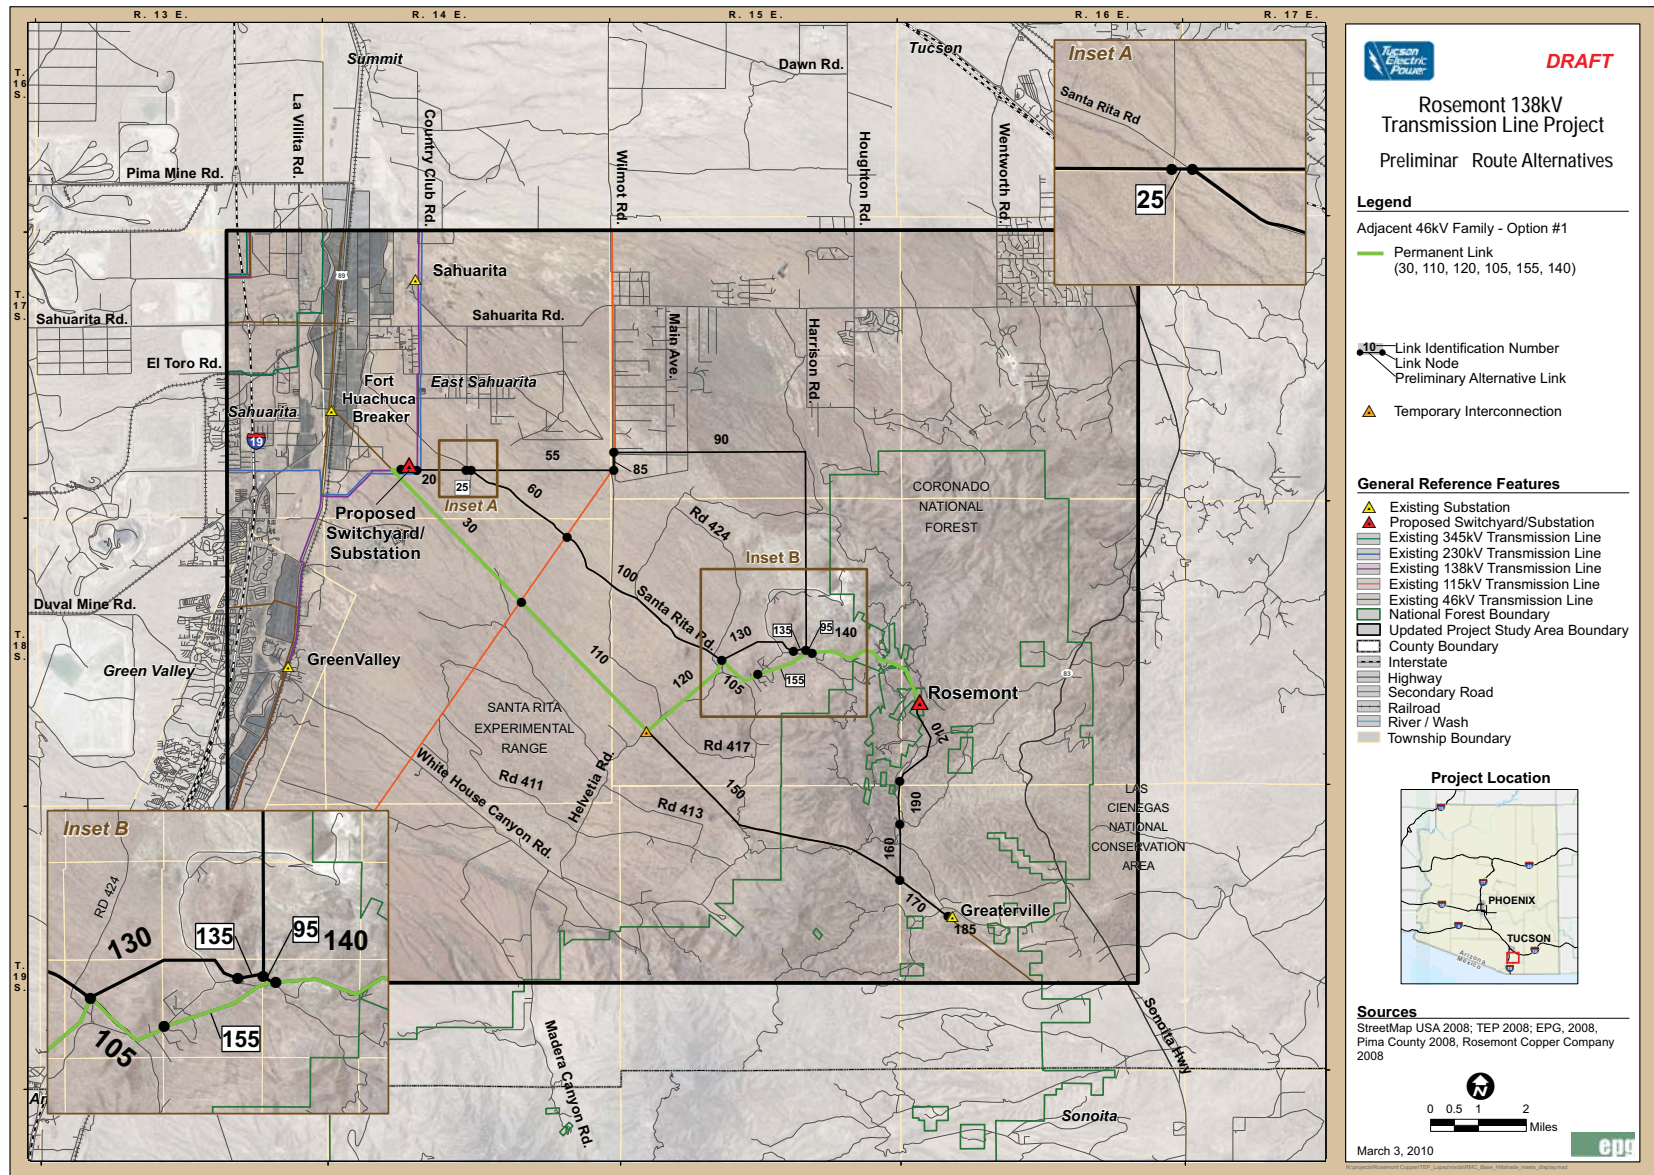 R. 13 E.
R. 14 E.
R. 15 E.
R. 16 E.
R. 17 E.
T.
16
S.
T.
17
S.
T.
18
S.
T.
19
S.
Summit
Tucson
Dawn Rd.
La Villita Rd.
Country Club Rd.
Wilmot Rd.
Houghton Rd.
Wentworth Rd.
Pima Mine Rd.
Inset A
Santa Rita Rd
25
89
Sahuarita
Sahuarita Rd.
Sahuarita Rd.
Main Ave.
Harrison Rd.
El Toro Rd.
Fort
Huachuca
Breaker
East Sahuarita
Sahuarita
19
90
55
85
20
25
60
Inset A
30
Proposed
Switchyard/
Substation
CORONADO
NATIONAL
FOREST
Rd 424
Inset B
100
Santa Rita Rd.
Duval Mine Rd.
130
135
95
140
110
120
105
155
Green Valley
GreenValley
83
Rosemont
SANTA RITA
EXPERIMENTAL
RANGE
210
Rd 417
White House Canyon Rd.
Rd 411
Helvetia Rd.
150
Rd 413
190
LAS
CIENEGAS
NATIONAL
CONSERVATION
AREA
160
170
Greaterville
185
Inset B
RD 424
130
135
95
140
105
155
Madera Canyon Rd.
Sonoita Hwy
Sonoita
Tucson
Electric
Power
DRAFT
Rosemont 138kV
Transmission Line Project
Preliminar Route Alternatives
Legend
Adjacent 46kV Family - Option #1
Permanent Link
(30, 110, 120, 105, 155, 140)
10
Link Identification Number
Link Node
Preliminary Alternative Link
Temporary Interconnection
General Reference Features
Existing Substation
Proposed Switchyard/Substation
Existing 345kV Transmission Line
Existing 230kV Transmission Line
Existing 138kV Transmission Line
Existing 115kV Transmission Line
Existing 46kV Transmission Line
National Forest Boundary
Updated Project Study Area Boundary
County Boundary
Interstate
Highway
Secondary Road
Railroad
River / Wash
Township Boundary
Project Location
PHOENIX
TUCSON
Arizona
Mexico
Sources
StreetMap USA 2008; TEP 2008; EPG, 2008,
Pima County 2008, Rosemont Copper Company
2008
N
0 0.5 1 2
Miles
March 3, 2010
epg